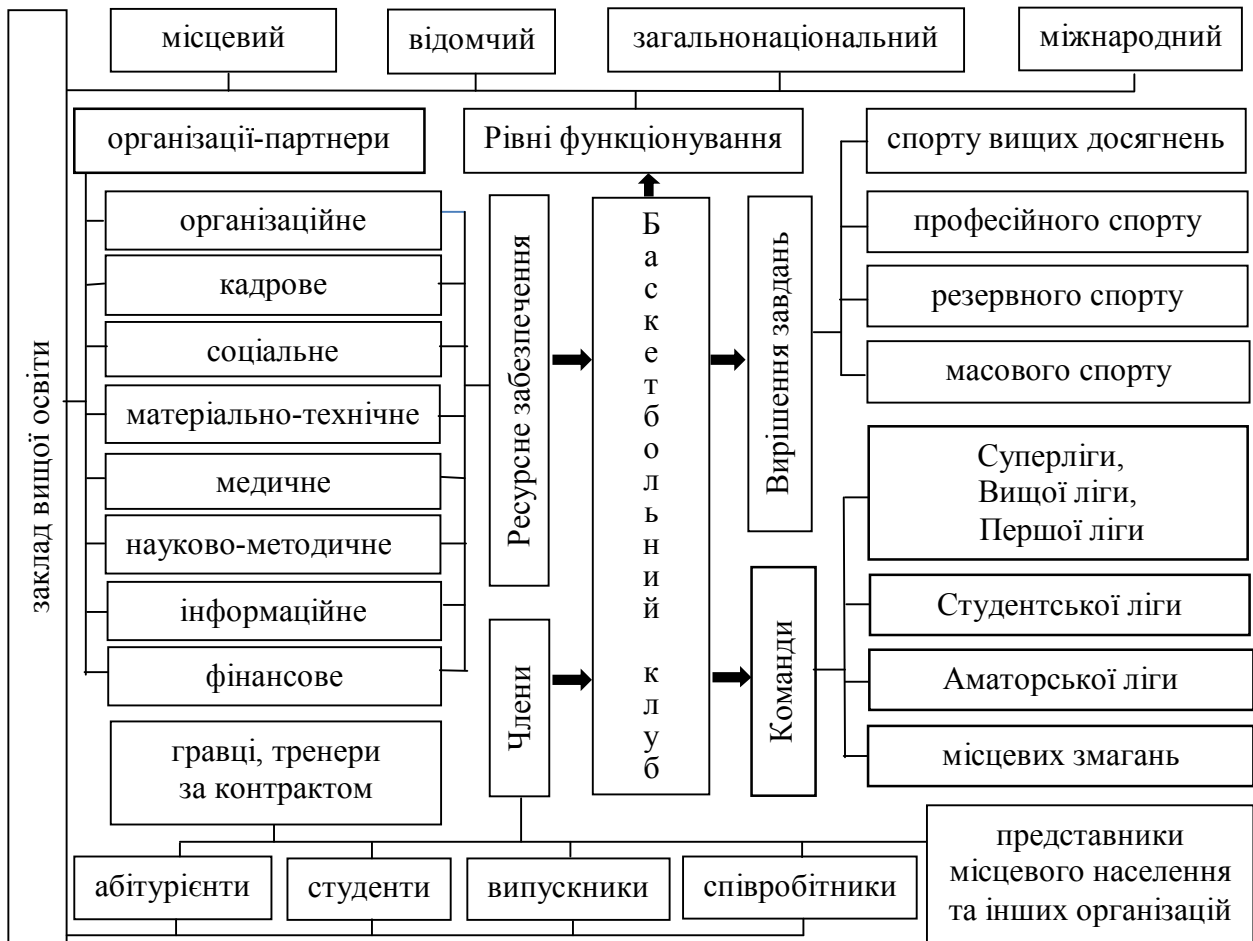 місцевий
відомчий
загальнонаціональний
міжнародний
організації-партнери
Рівні функціонування
спорту вищих досягнень
організаційне
професійного спорту
кадрове
резервного спорту
соціальне
масового спорту
матеріально-технічне
медичне
науково-методичне
інформаційне
фінансове
заклад вищої освіти
Ресурсне забезпечення
Члени
Баскетбольний клуб
Вирішення завдань
Команди
Суперліги,
Вищої ліги,
Першої ліги
Студентської ліги
Аматорської ліги
місцевих змагань
гравці, тренери
за контрактом
абітурієнти
студенти
випускники
співробітники
представники
місцевого населення
та інших організацій